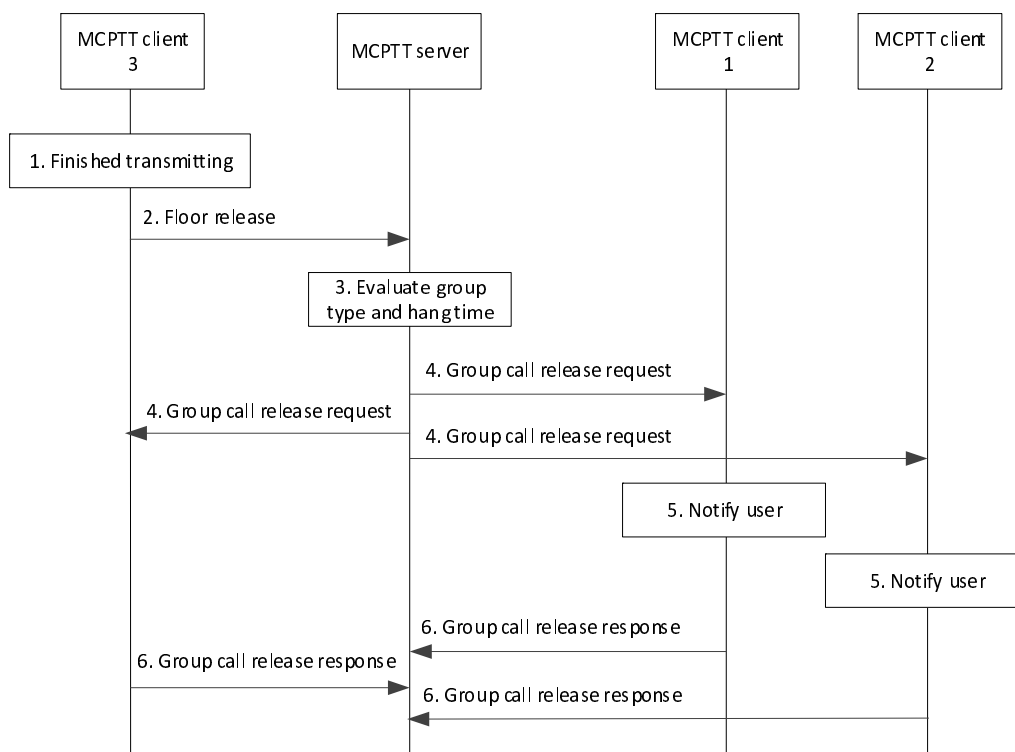 MCPTT client
3
MCPTT server
MCPTT client
1
MCPTT client
2
1. Finished transmitting
2. Floor release
3. Evaluate group
type and hangtime
4. Group call release request
4. Group call release request
4. Group call release request
5. Notify user
5. Notify user
6. Group call release response
6. Group call release response
6. Group call release response